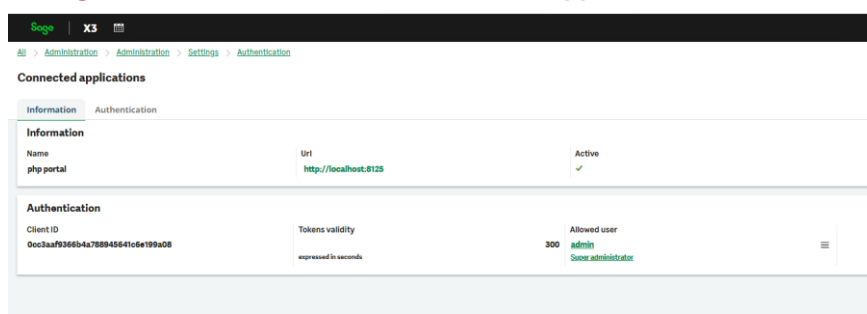 Sage X3
All > Administration > Administration > Settings > Authentication
Connected applications
Information Authentication
Information
Name Url Active
php portal http://localhost:8125
Authentication
Client ID Tokens validity Allowed user
0cc3aaf9366b4a788945641c6e199a08 300 admin
expressed in seconds Super administrator